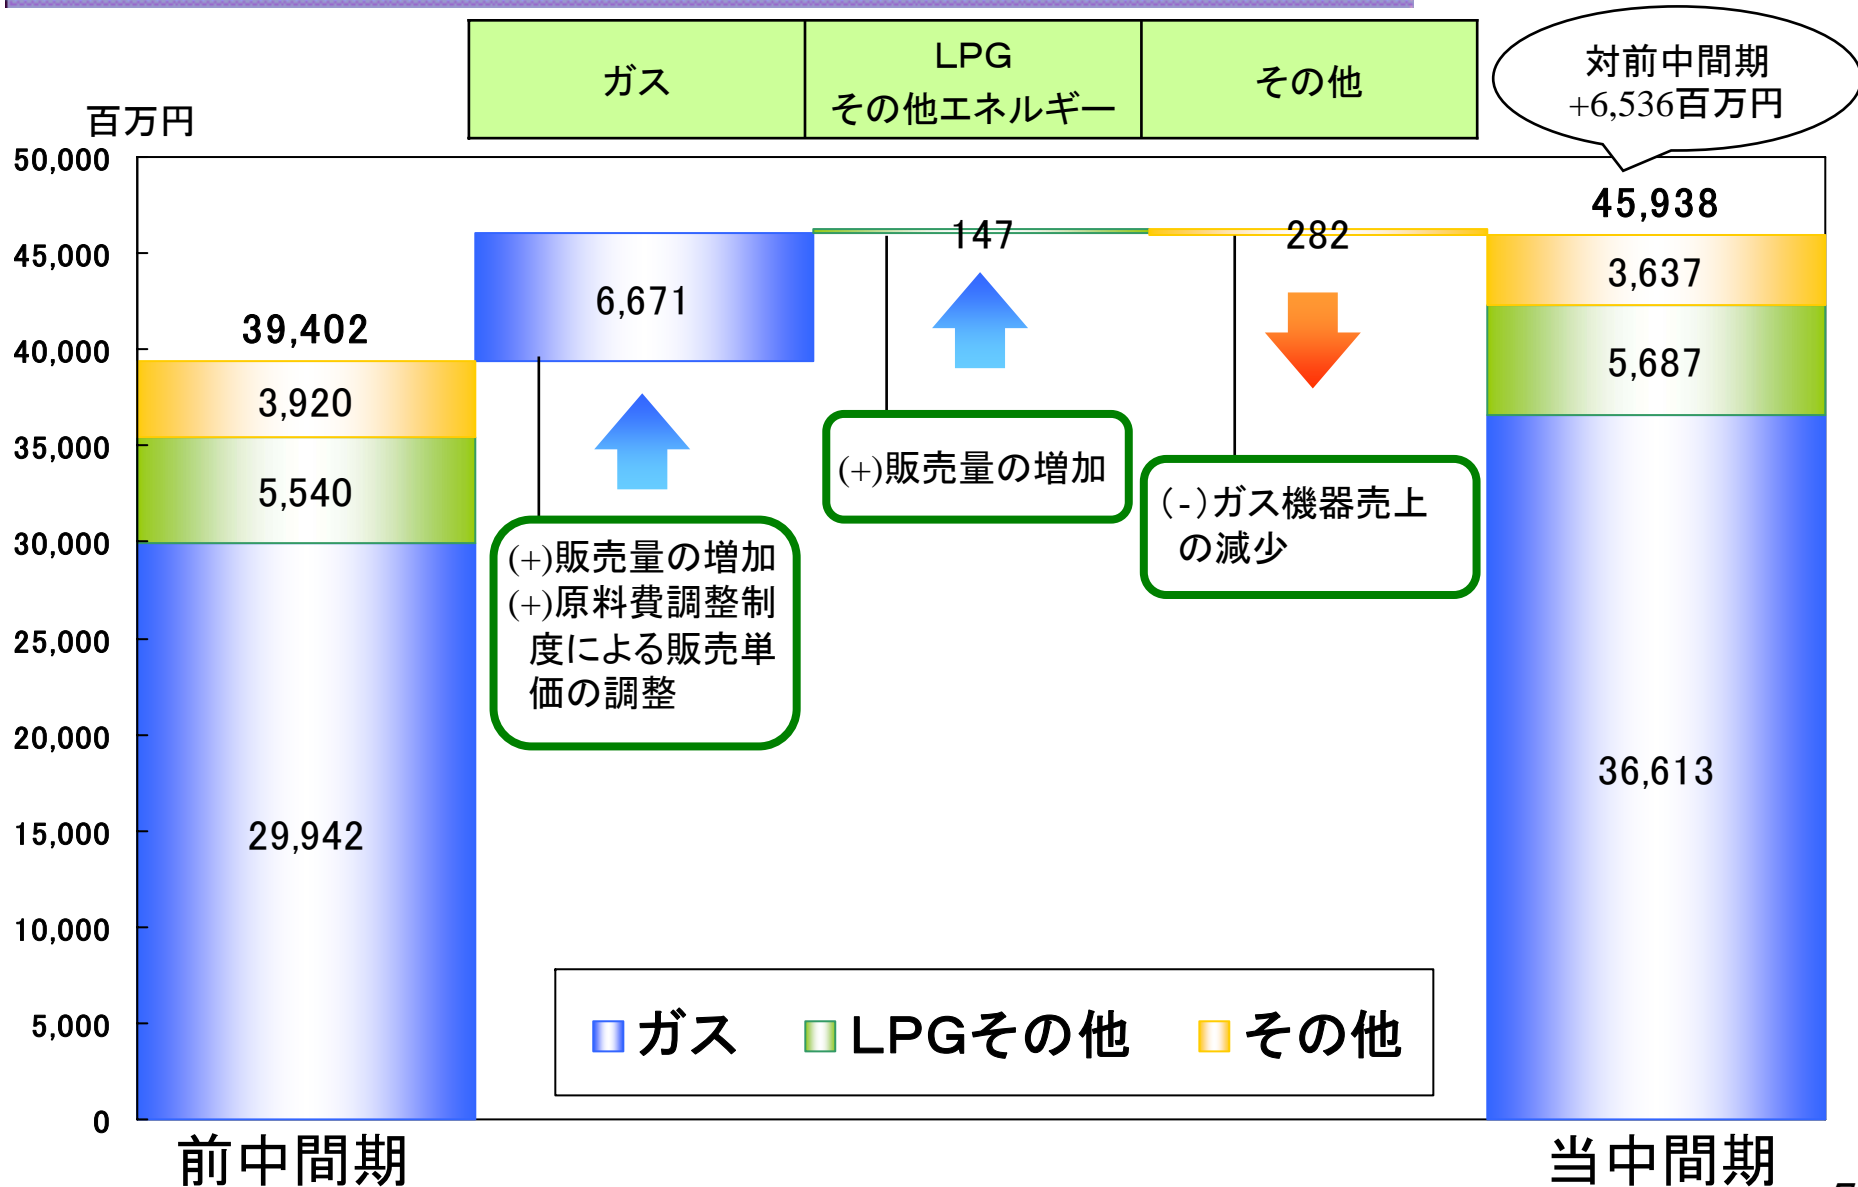 ガス
LPG
その他エネルギー
その他
対前中間期
+6,536百万円
百万円
50,000
45,000
40,000
35,000
30,000
25,000
20,000
15,000
10,000
5,000
0
39,402
3,920
5,540
29,942
6,671
147
282
45,938
3,637
5,687
36,613
(+)販売量の増加
(+)原料費調整制
度による販売単
価の調整
(+)販売量の増加
(-)ガス機器売上
の減少
ガス
LPGその他
その他
前中間期
当中間期